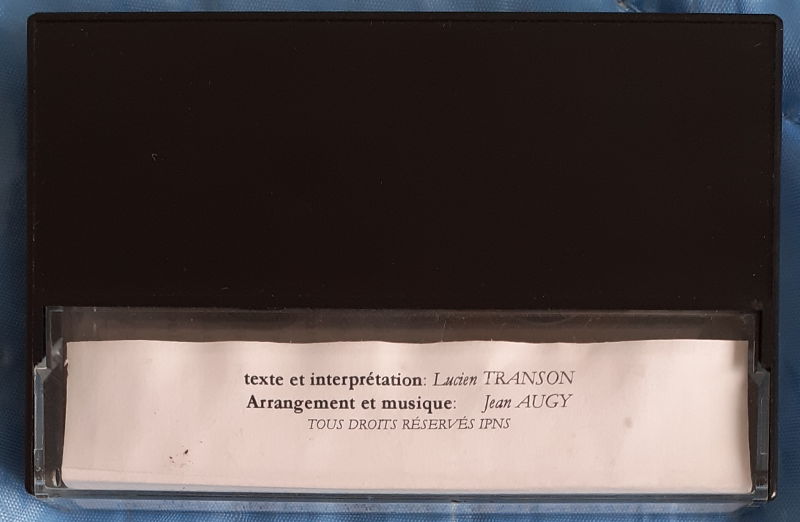 texte et interprétation: Lucien TRANSON
Arrangement et musique: Jean AUGY
TOUS DROITS RÉSERVÉS IPNS